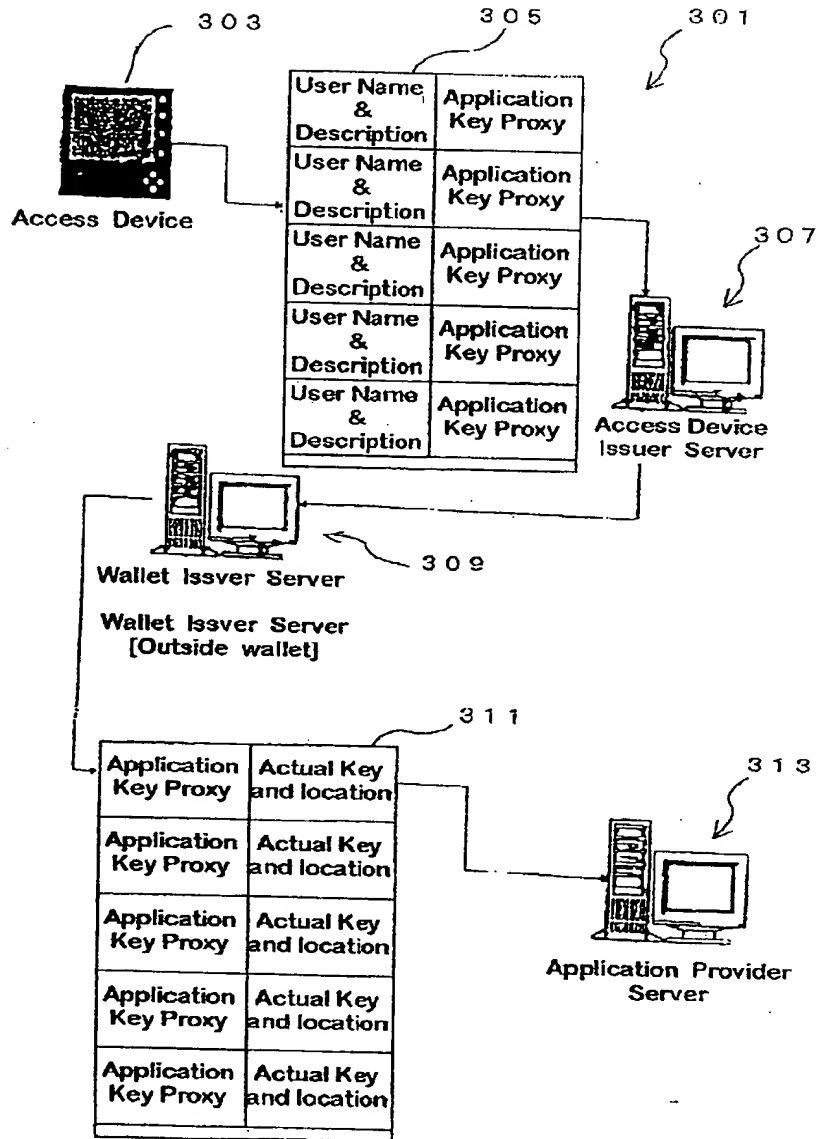 303
305
301
User Name
&
Description
Application
Key Proxy
User Name
&
Description
Application
Key Proxy
User Name
&
Description
Application
Key Proxy
User Name
&
Description
Application
Key Proxy
User Name
&
Description
Application
Key Proxy
Access Device
307
Access Device
Issuer Server
309
Wallet Issver Server
Wallet Issver Server
[Outside wallet]
311
Application
Key Proxy
Actual Key
and location
Application
Key Proxy
Actual Key
and location
Application
Key Proxy
Actual Key
and location
Application
Key Proxy
Actual Key
and location
Application
Key Proxy
Actual Key
and location
313
Application Provider
Server